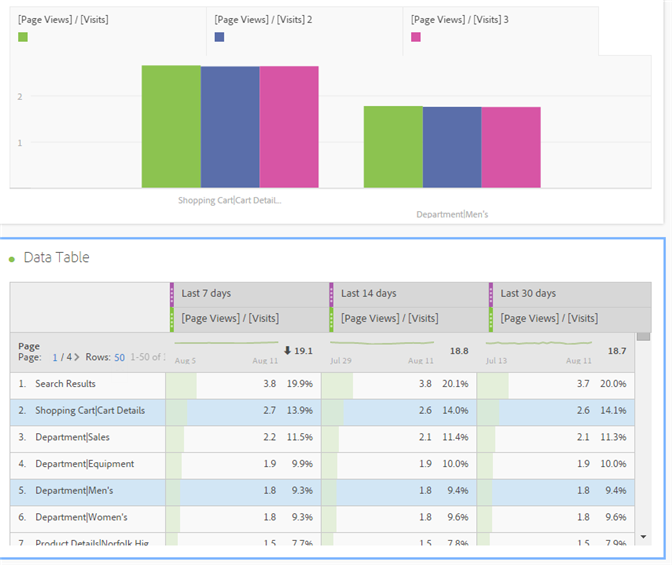 [Page Views] / [Visits] [Page Views] / [Visits] 2 [Page Views] / [Visits] 3
2
1
Shopping Cart|Cart Detail...
Department|Men's
Data Table
Last 7 days Last 14 days Last 30 days
[Page Views] / [Visits] [Page Views] / [Visits] [Page Views] / [Visits]
Page
Page: 1 / 4 > Rows: 50 1-50 of
Aug 5 Aug 11 19.1 Jul 29 Aug 11 18.8 Jul 13 Aug 11 18.7
1. Search Results 3.8 19.9% 3.8 20.1% 3.7 20.0%
2. Shopping Cart|Cart Details 2.7 13.9% 2.6 14.0% 2.6 14.1%
3. Department|Sales 2.2 11.5% 2.1 11.4% 2.1 11.3%
4. Department|Equipment 1.9 9.9% 1.9 10.0% 1.9 10.0%
5. Department|Men's 1.8 9.3% 1.8 9.4% 1.8 9.4%
6. Department|Women's 1.8 9.3% 1.8 9.6% 1.8 9.6%
7. Product Details|Norfolk Hig 1.5 7.7% 1.5 7.8% 1.5 7.9%